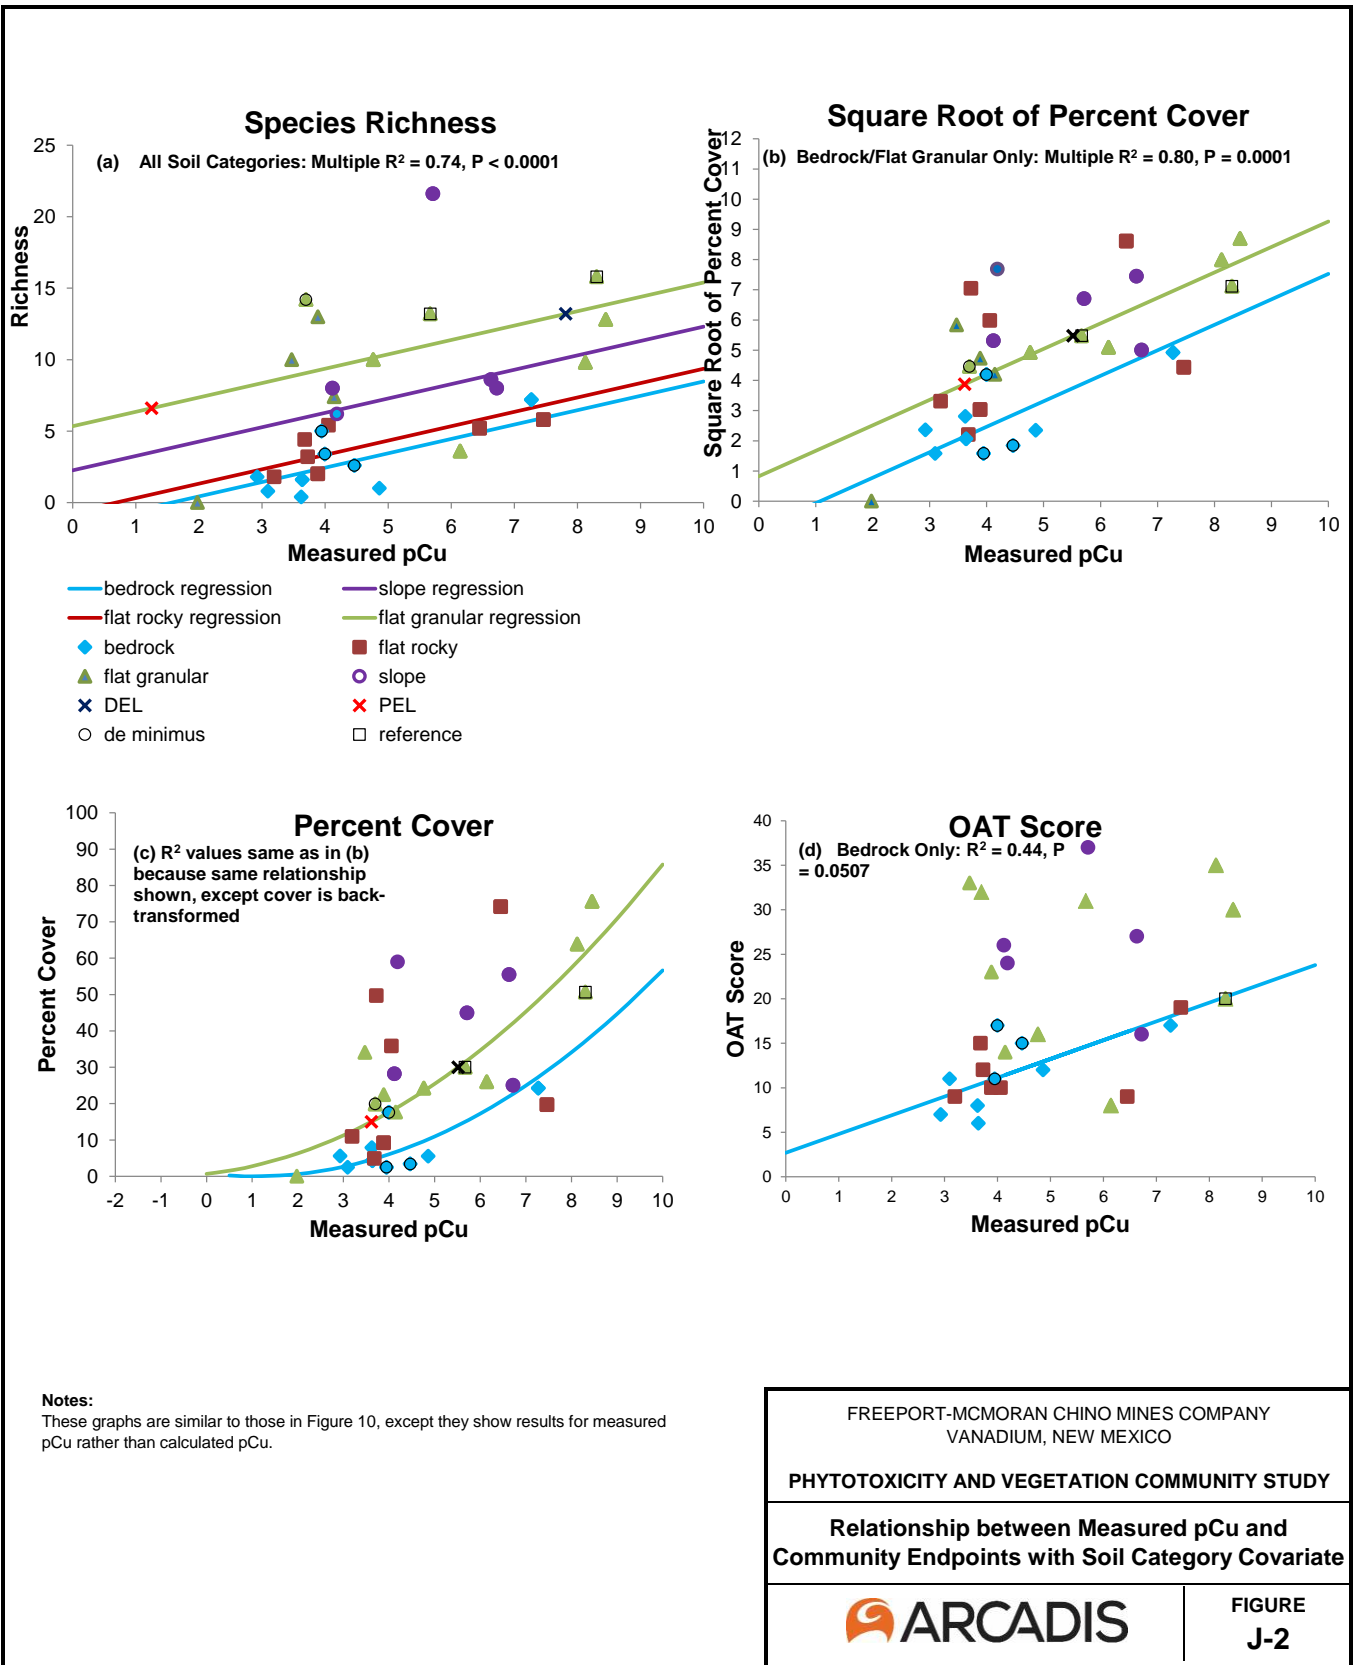 Species Richness
(a) All Soil Categories: Multiple R² = 0.74, P < 0.0001
Richness
25
20
15
10
5
0
0 1 2 3 4 5 6 7 8 9 10
Measured pCu
Square Root of Percent Cover
(b) Bedrock/Flat Granular Only: Multiple R² = 0.80, P = 0.0001
Square Root of Percent Cover
12
11
10
9
8
7
6
5
4
3
2
1
0
0 1 2 3 4 5 6 7 8 9 10
Measured pCu
bedrock regression
slope regression
flat rocky regression
flat granular regression
bedrock
flat rocky
flat granular
slope
DEL
PEL
de minimus
reference
Percent Cover
(c) R² values same as in (b)
because same relationship
shown, except cover is back-
transformed
Percent Cover
100
90
80
70
60
50
40
30
20
10
0
-2 -1 0 1 2 3 4 5 6 7 8 9 10
Measured pCu
OAT Score
(d) Bedrock Only: R² = 0.44, P
= 0.0507
OAT Score
40
35
30
25
20
15
10
5
0
0 1 2 3 4 5 6 7 8 9 10
Measured pCu
Notes:
These graphs are similar to those in Figure 10, except they show results for measured
pCu rather than calculated pCu.
FREEPORT-MCMORAN CHINO MINES COMPANY
VANADIUM, NEW MEXICO
PHYTOTOXICITY AND VEGETATION COMMUNITY STUDY
Relationship between Measured pCu and
Community Endpoints with Soil Category Covariate
ARCADIS
FIGURE
J-2